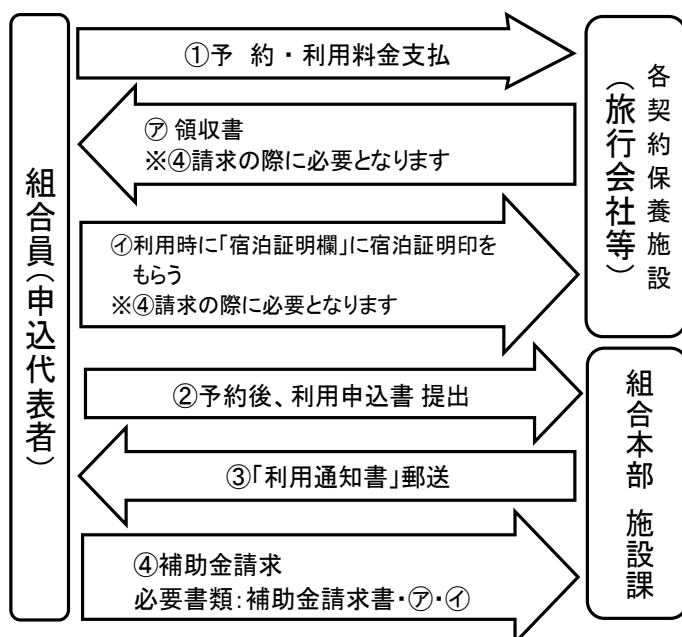 組合員（申込代表者）
①予　約 ・ 利用料金支払
㋐ 領収書
※④請求の際に必要となります
㋑利用時に「宿泊証明欄」に宿泊証明印を
もらう
※④請求の際に必要となります
②予約後、利用申込書 提出
③「利用通知書」郵送
④補助金請求
必要書類：補助金請求書・㋐・㋑
各契約保養施設
（旅行会社等）
組合本部 施設課